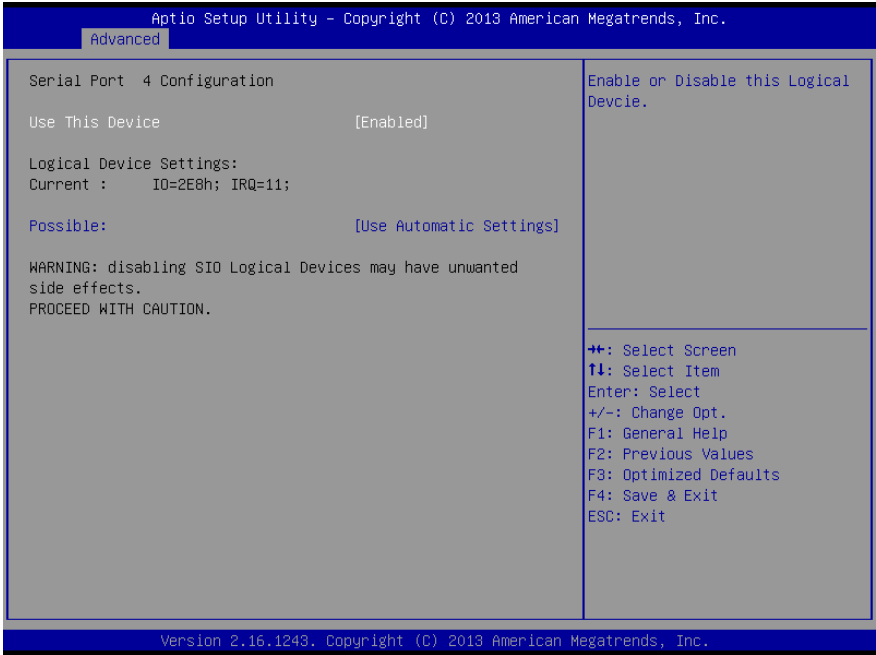 Aptio Setup Utility – Copyright (C) 2013 American Megatrends, Inc.
Advanced
Serial Port  4 Configuration
Use This Device [Enabled]
Logical Device Settings:
Current : IO=2E8h; IRQ=11;
Possible: [Use Automatic Settings]
WARNING: disabling SIO Logical Devices may have unwanted
side effects.
PROCEED WITH CAUTION.
Enable or Disable this Logical
Devcie.
→←: Select Screen
↑↓: Select Item
Enter: Select
+/-: Change Opt.
F1: General Help
F2: Previous Values
F3: Optimized Defaults
F4: Save & Exit
ESC: Exit
Version 2.16.1243. Copyright (C) 2013 American Megatrends, Inc.